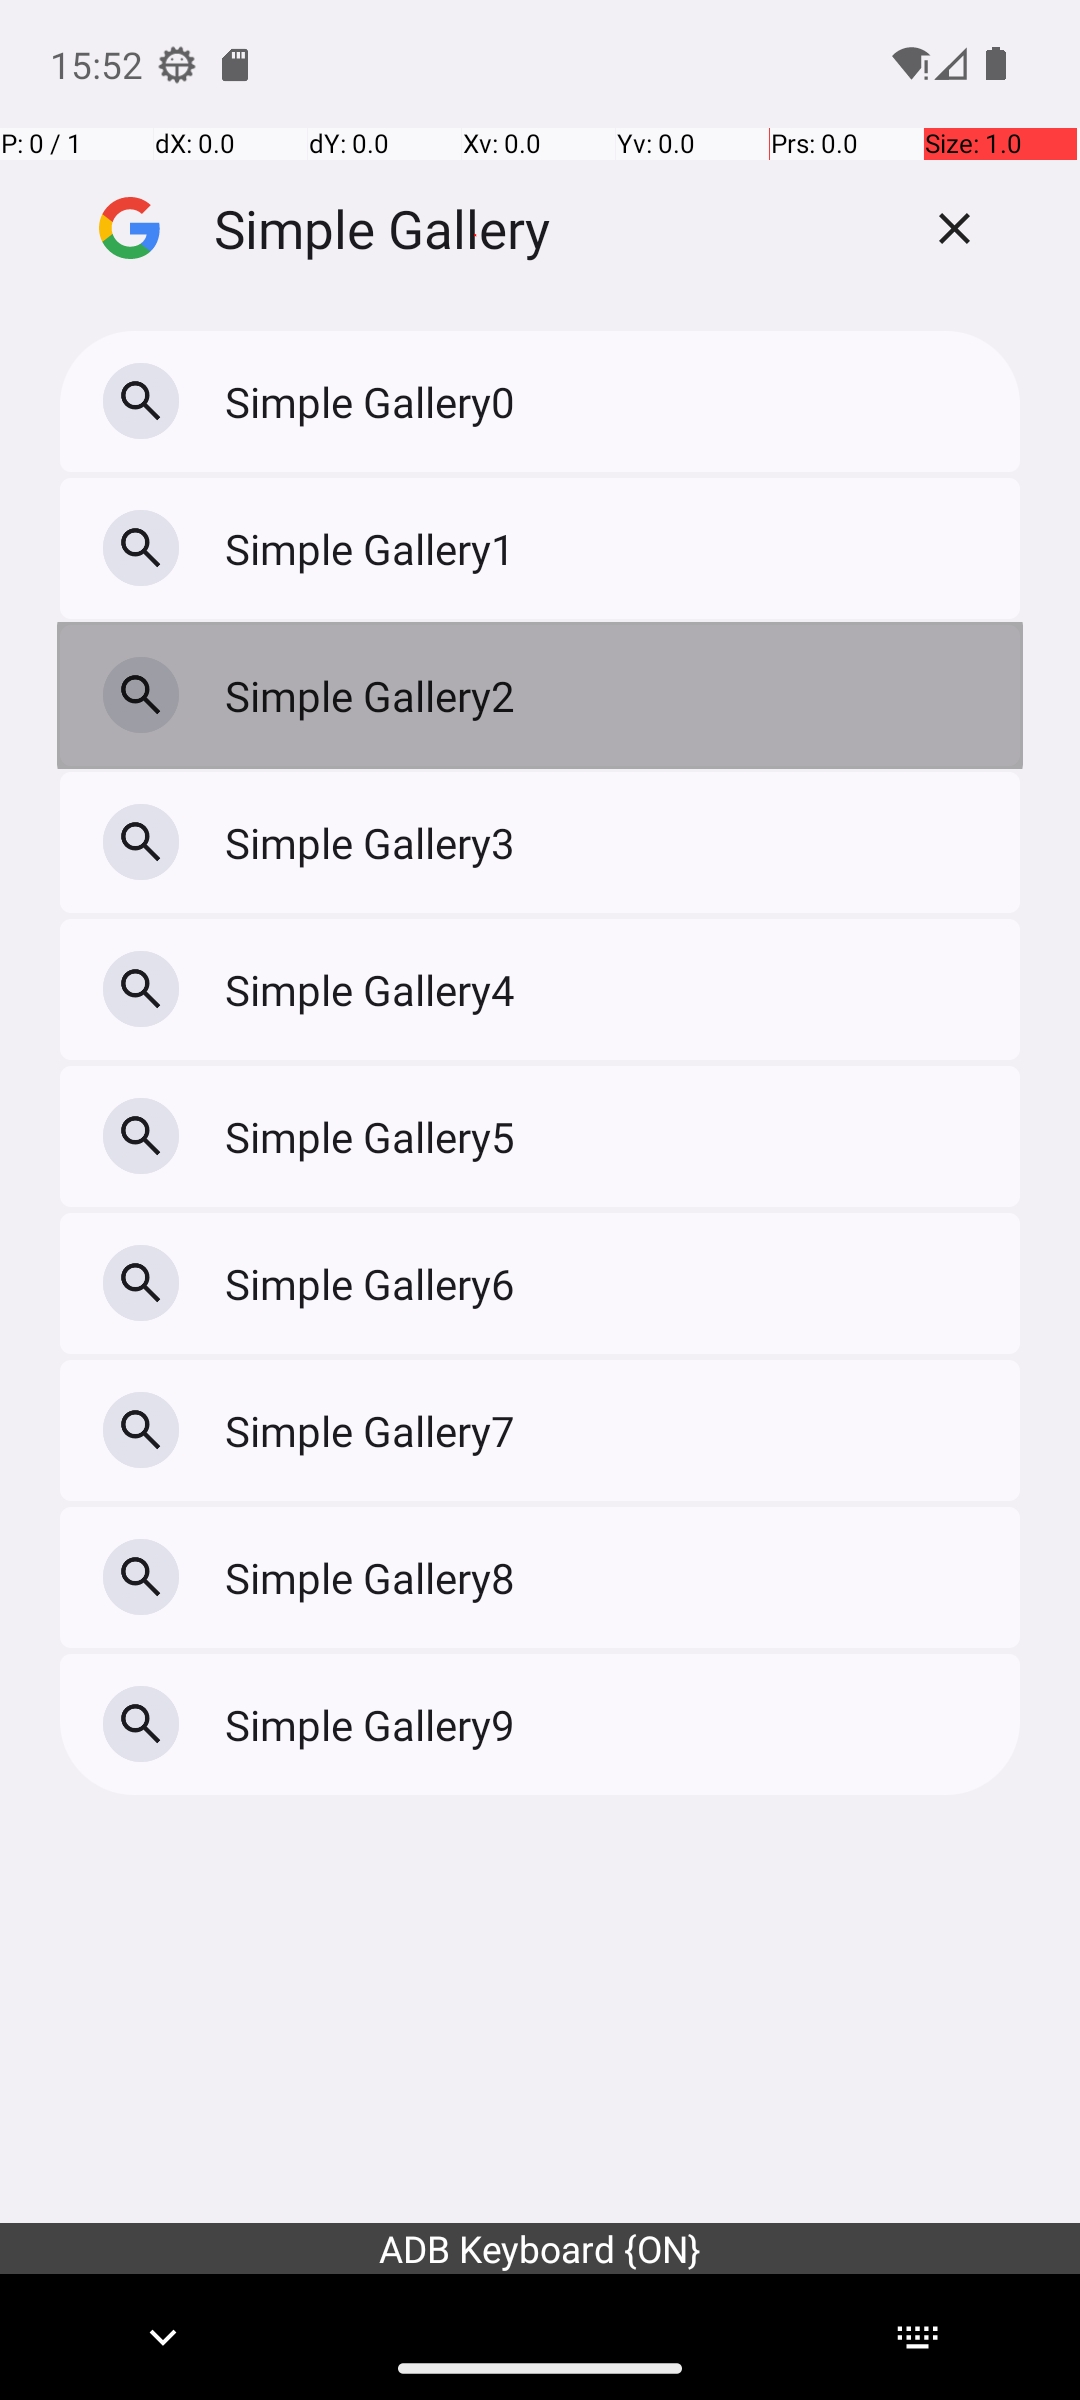 15:52
P: 0 / 1 dX: 0.0 dY: 0.0 Xv: 0.0 Yv: 0.0 Prs: 0.0 Size: 1.0
Simple Gallery
Simple Gallery0
Simple Gallery1
Simple Gallery2
Simple Gallery3
Simple Gallery4
Simple Gallery5
Simple Gallery6
Simple Gallery7
Simple Gallery8
Simple Gallery9
ADB Keyboard {ON}